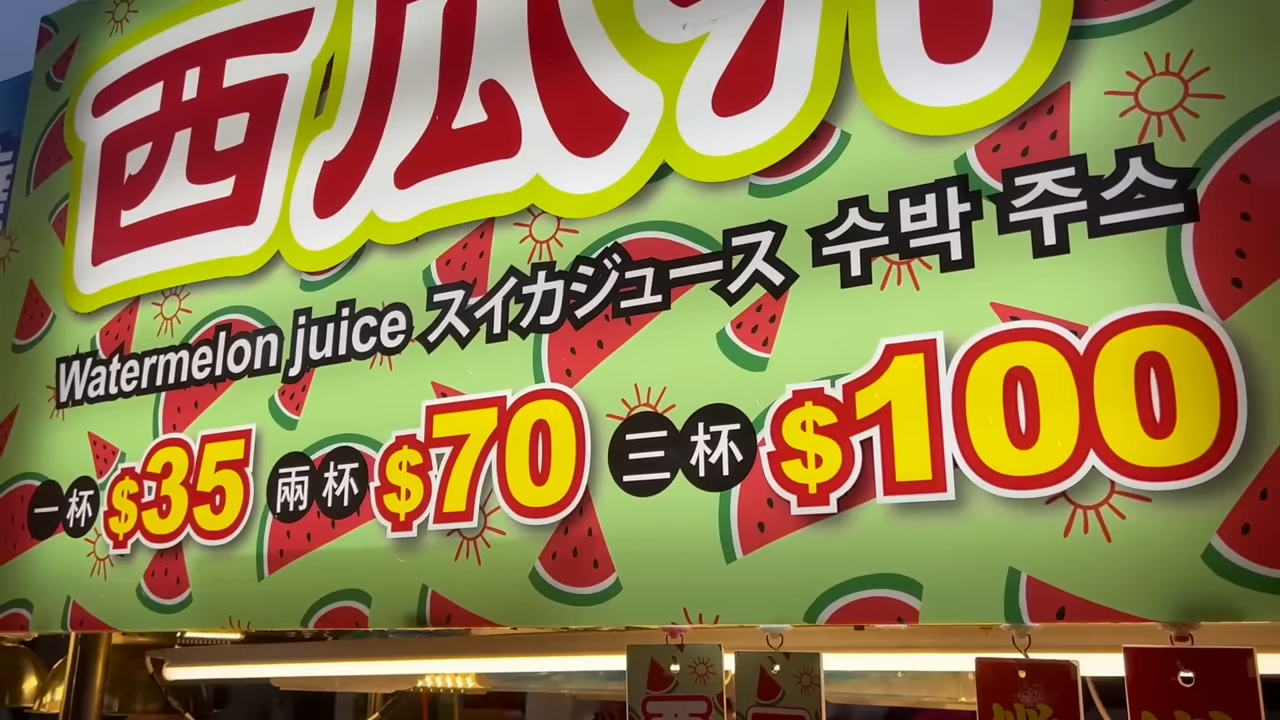 西瓜汁
Watermelon juice スイカジュース 수박 주스
一杯 $35 兩杯 $70 三杯 $100